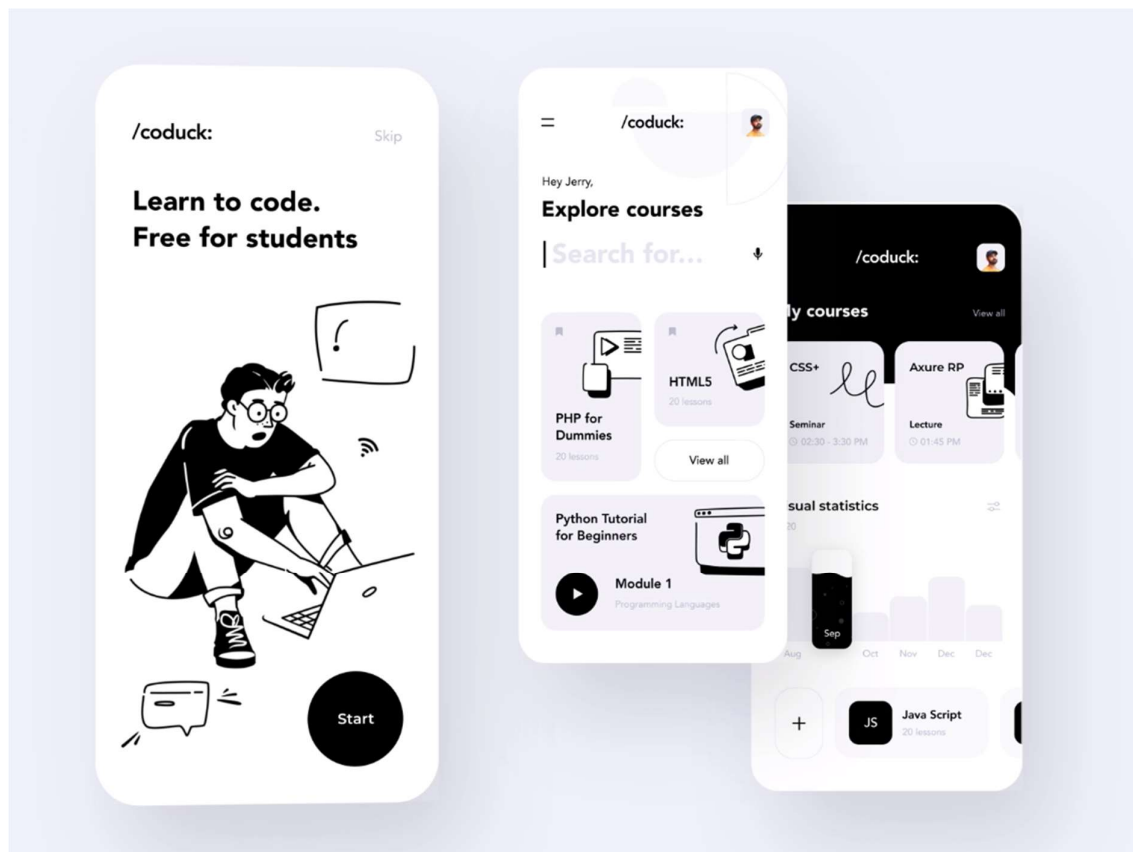 /coduck:
Skip
Learn to code.
Free for students
Start
/coduck:
Hey Jerry,
Explore courses
Search for...
PHP for
Dummies
20 lessons
HTML5
20 lessons
View all
Python Tutorial
for Beginners
Module 1
Programming Languages
/coduck:
ly courses
View all
CSS+
Seminar
02:30 - 3:30 PM
Axure RP
Lecture
01:45 PM
sual statistics
20
Sep
Aug
Oct
Nov
Dec
Dec
+
JS
Java Script
20 lessons